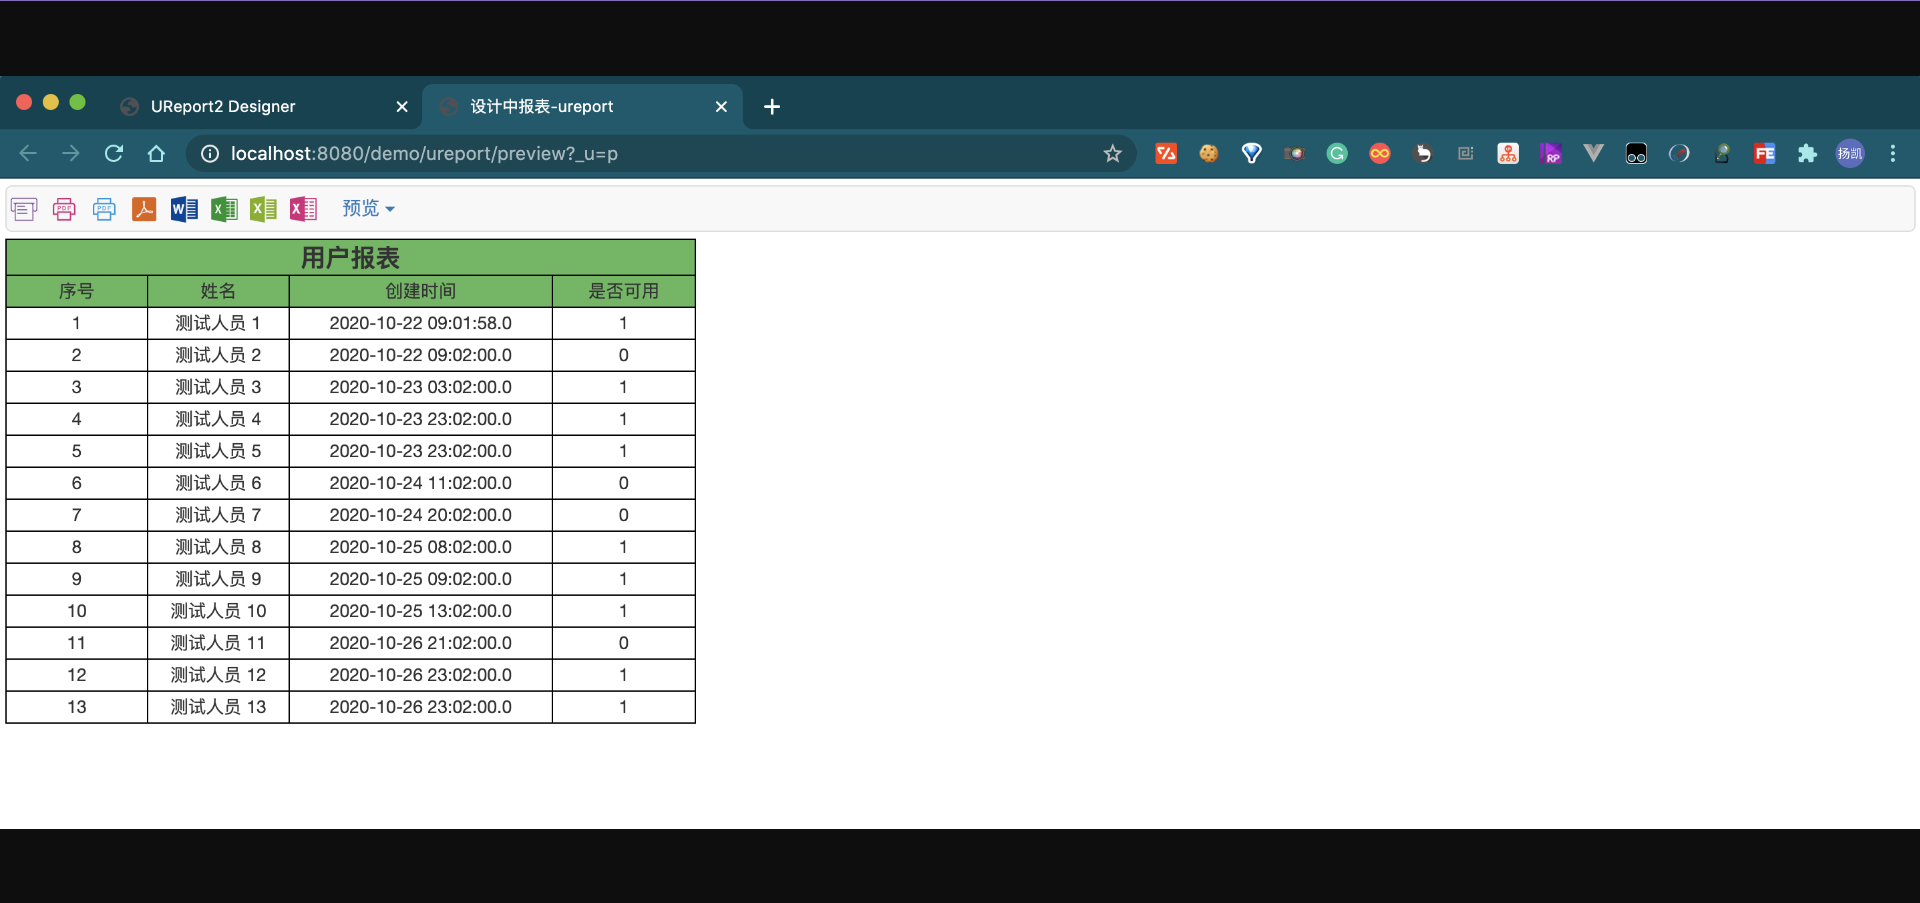 UReport2 Designer
设计中报表-ureport
localhost:8080/demo/ureport/preview?_u=p
RP
FE
扬凯
PDF
PDF
W
X
X
X
预览
用户报表
序号 姓名 创建时间 是否可用
1 测试人员 1 2020-10-22 09:01:58.0 1
2 测试人员 2 2020-10-22 09:02:00.0 0
3 测试人员 3 2020-10-23 03:02:00.0 1
4 测试人员 4 2020-10-23 23:02:00.0 1
5 测试人员 5 2020-10-23 23:02:00.0 1
6 测试人员 6 2020-10-24 11:02:00.0 0
7 测试人员 7 2020-10-24 20:02:00.0 0
8 测试人员 8 2020-10-25 08:02:00.0 1
9 测试人员 9 2020-10-25 09:02:00.0 1
10 测试人员 10 2020-10-25 13:02:00.0 1
11 测试人员 11 2020-10-26 21:02:00.0 0
12 测试人员 12 2020-10-26 23:02:00.0 1
13 测试人员 13 2020-10-26 23:02:00.0 1